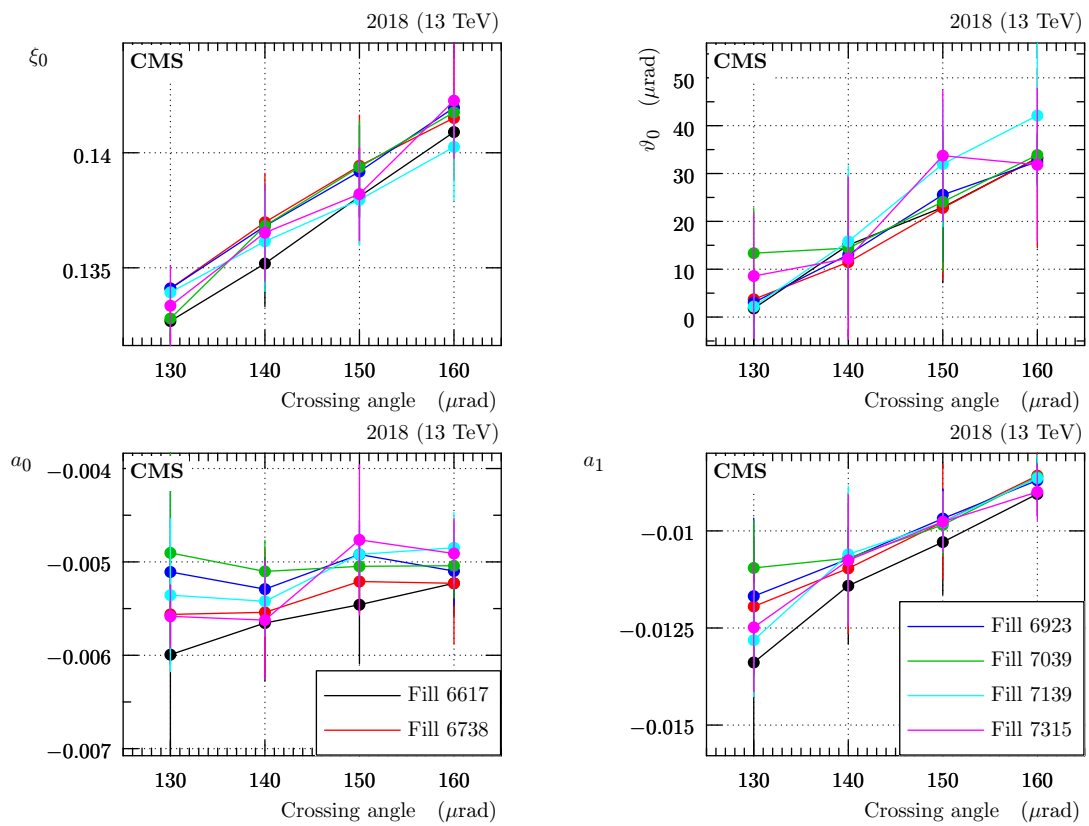 2018 (13 TeV)
ξ₀
CMS
0.14
0.135
130 140 150 160
Crossing angle (μrad)
2018 (13 TeV)
ϑ₀ (μrad)
CMS
50
40
30
20
10
0
130 140 150 160
Crossing angle (μrad)
2018 (13 TeV)
a₀
CMS
−0.004
−0.005
−0.006
−0.007
Fill 6617
Fill 6738
130 140 150 160
Crossing angle (μrad)
2018 (13 TeV)
a₁
CMS
−0.01
−0.0125
−0.015
Fill 6923
Fill 7039
Fill 7139
Fill 7315
130 140 150 160
Crossing angle (μrad)